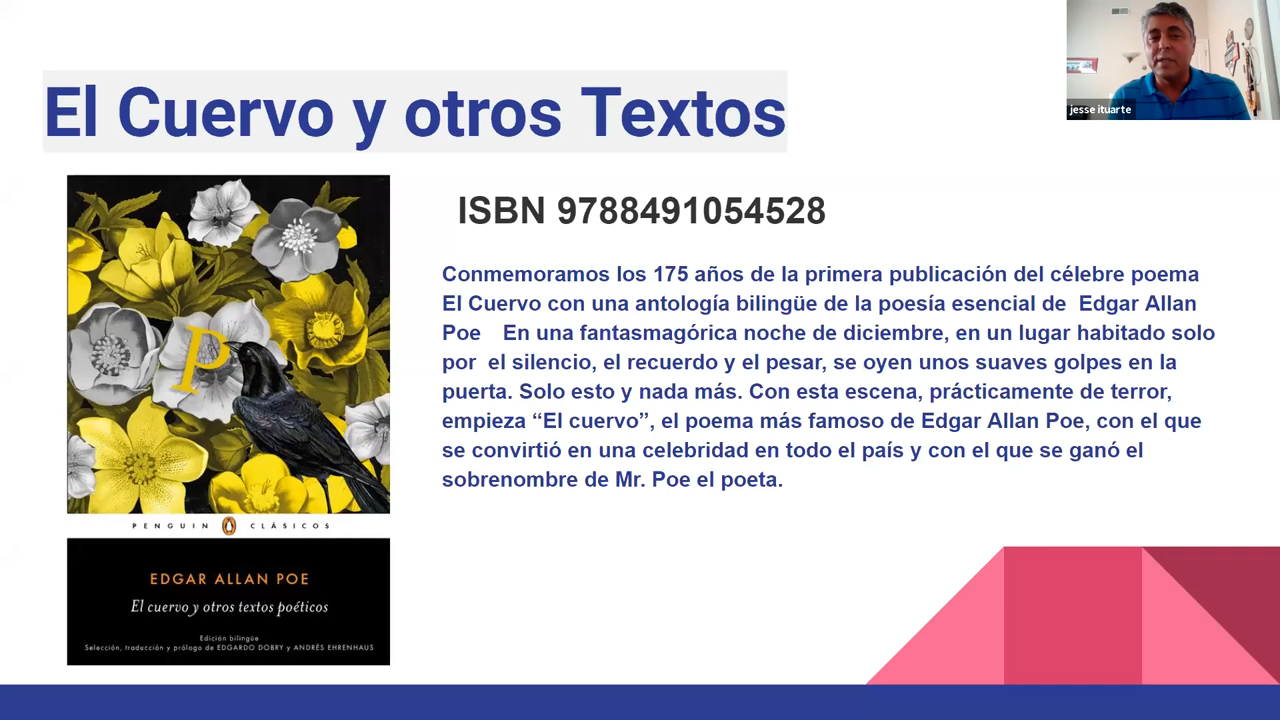 jesse ituarte
El Cuervo y otros Textos
ISBN 9788491054528
Conmemoramos los 175 años de la primera publicación del célebre poema
El Cuervo con una antología bilingüe de la poesía esencial de  Edgar Allan
Poe    En una fantasmagórica noche de diciembre, en un lugar habitado solo
por  el silencio, el recuerdo y el pesar, se oyen unos suaves golpes en la
puerta. Solo esto y nada más. Con esta escena, prácticamente de terror,
empieza “El cuervo”, el poema más famoso de Edgar Allan Poe, con el que
se convirtió en una celebridad en todo el país y con el que se ganó el
sobrenombre de Mr. Poe el poeta.
P
PENGUIN CLÁSICOS
EDGAR ALLAN POE
El cuervo y otros textos poéticos
Edición bilingüe
Selección, traducción y prólogo de EDGARDO DOBRY y ANDRÉS EHRENHAUS